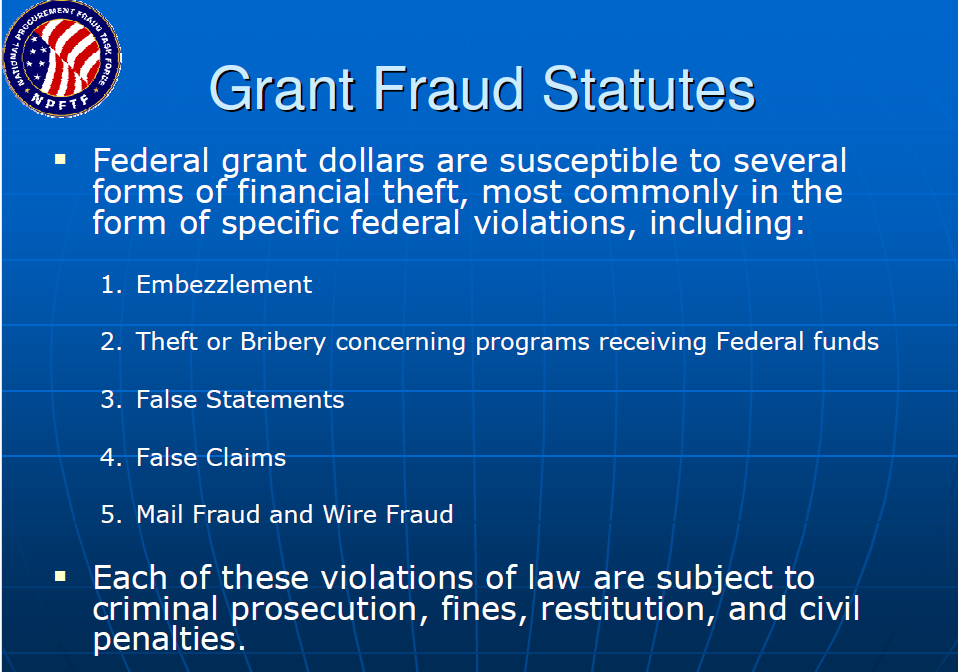 NATIONAL PROCUREMENT FRAUD TASK FORCE
NPFTF
Grant Fraud Statutes
▪ Federal grant dollars are susceptible to several
forms of financial theft, most commonly in the
form of specific federal violations, including:
1. Embezzlement
2. Theft or Bribery concerning programs receiving Federal funds
3. False Statements
4. False Claims
5. Mail Fraud and Wire Fraud
▪ Each of these violations of law are subject to
criminal prosecution, fines, restitution, and civil
penalties.